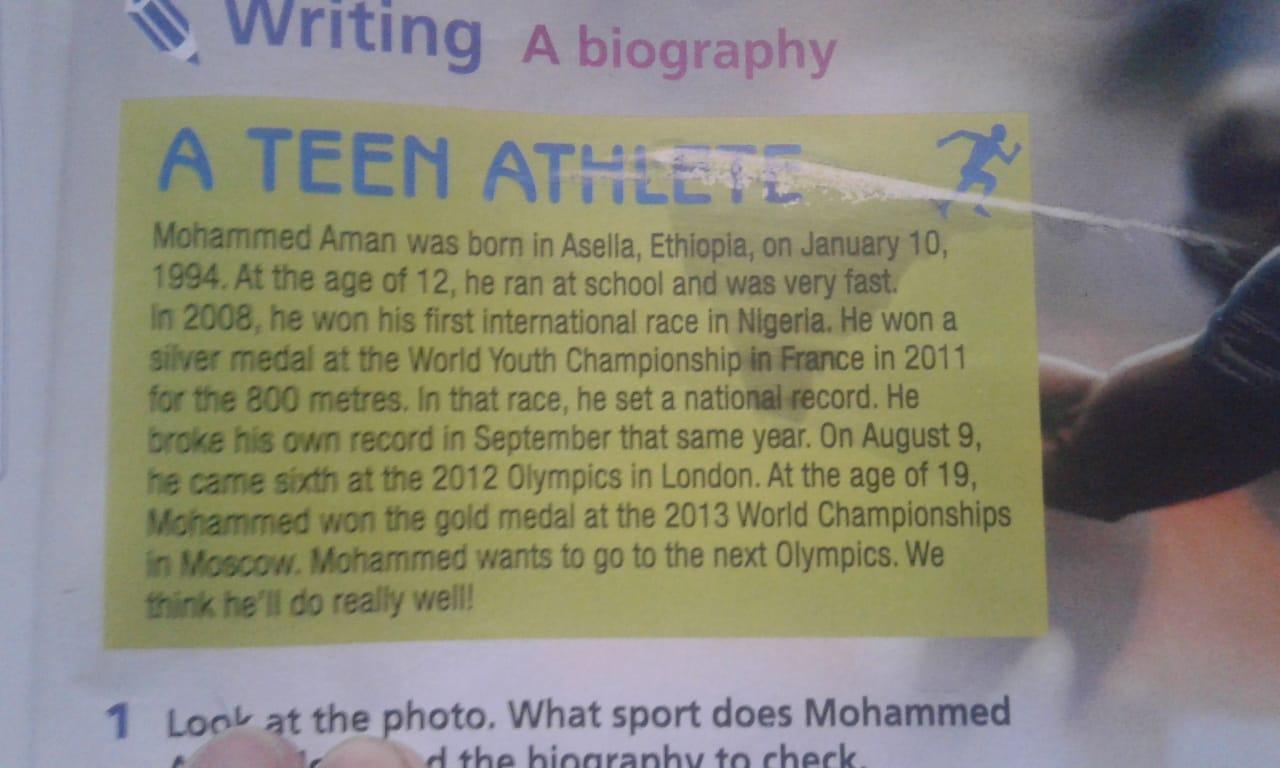 Writing A biography
A TEEN ATHLETE
Mohammed Aman was born in Asella, Ethiopia, on January 10,
1994. At the age of 12, he ran at school and was very fast.
In 2008, he won his first international race in Nigeria. He won a
silver medal at the World Youth Championship in France in 2011
for the 800 metres. In that race, he set a national record. He
broke his own record in September that same year. On August 9,
he came sixth at the 2012 Olympics in London. At the age of 19,
Mohammed won the gold medal at the 2013 World Championships
in Moscow. Mohammed wants to go to the next Olympics. We
think he'll do really well!
1 Look at the photo. What sport does Mohammed
the biography to check.